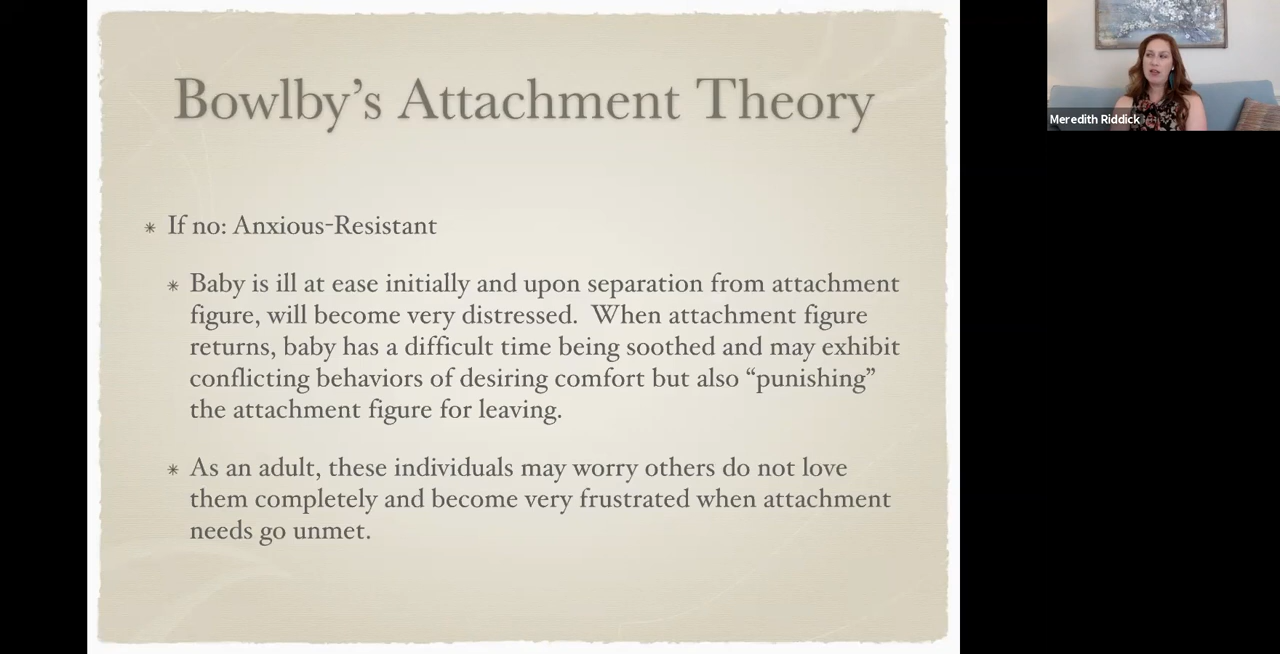 Bowlby’s Attachment Theory
If no: Anxious-Resistant
Baby is ill at ease initially and upon separation from attachment
figure, will become very distressed.  When attachment figure
returns, baby has a difficult time being soothed and may exhibit
conflicting behaviors of desiring comfort but also “punishing”
the attachment figure for leaving.
As an adult, these individuals may worry others do not love
them completely and become very frustrated when attachment
needs go unmet.
Meredith Riddick